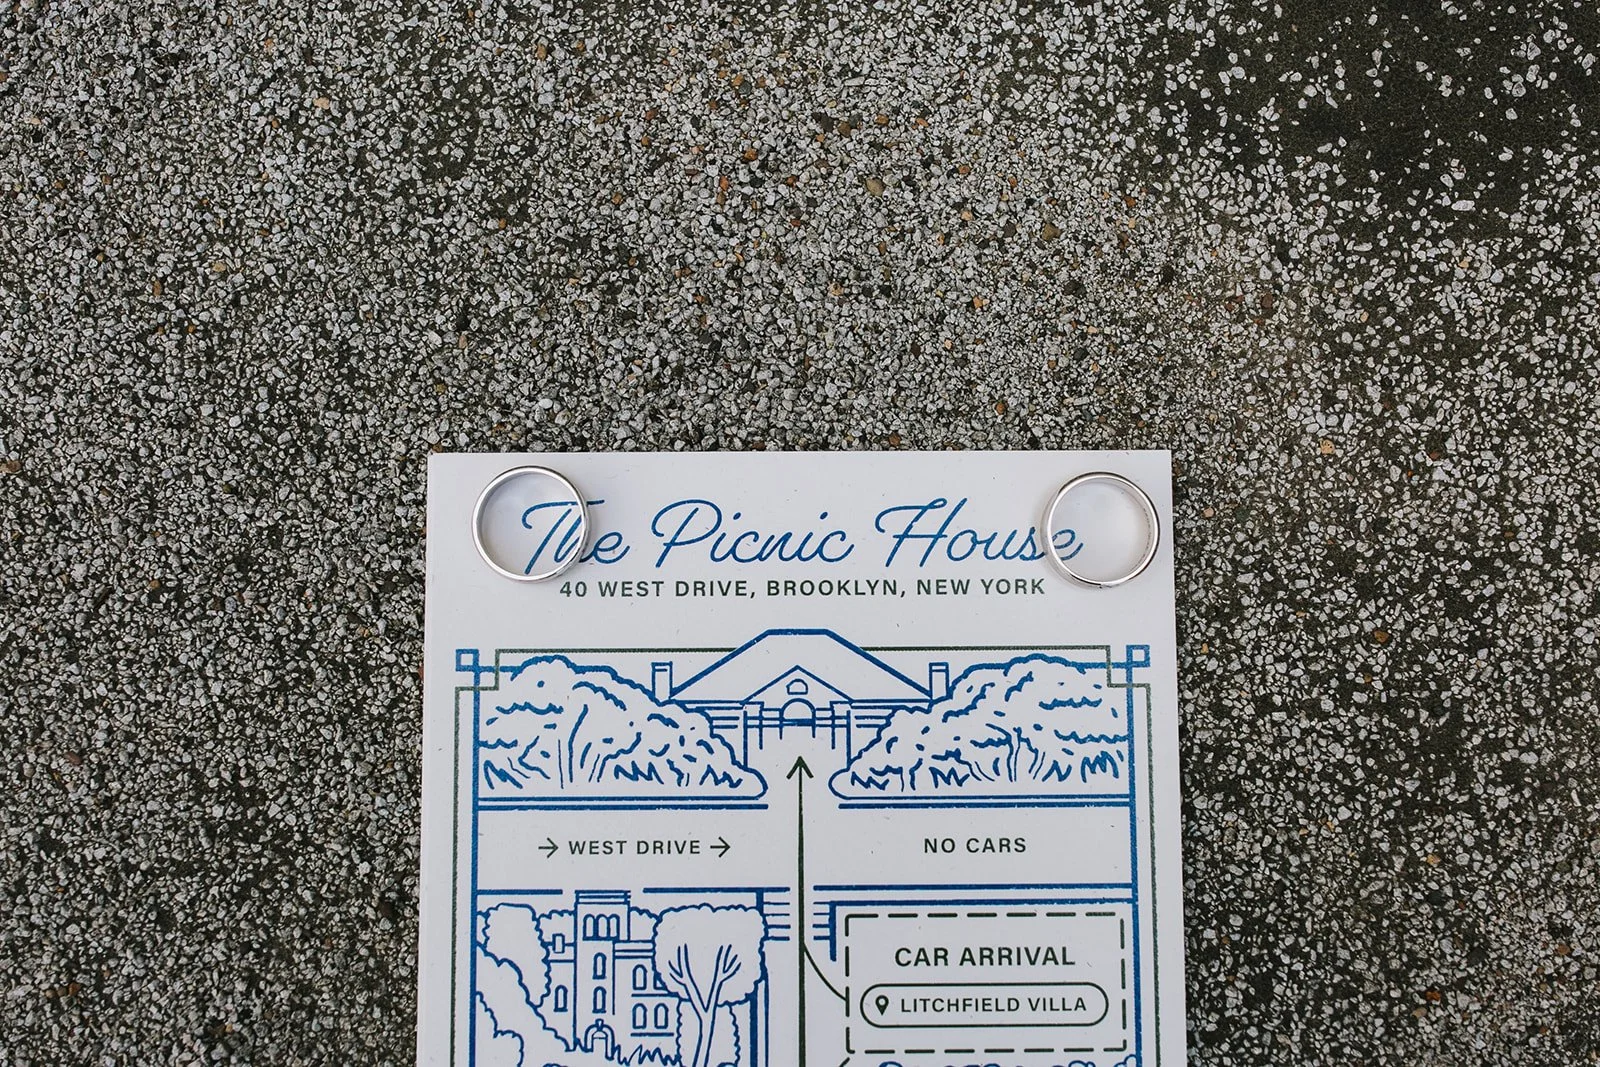 The Picnic House
40 WEST DRIVE, BROOKLYN, NEW YORK
→ WEST DRIVE →
NO CARS
CAR ARRIVAL
LITCHFIELD VILLA